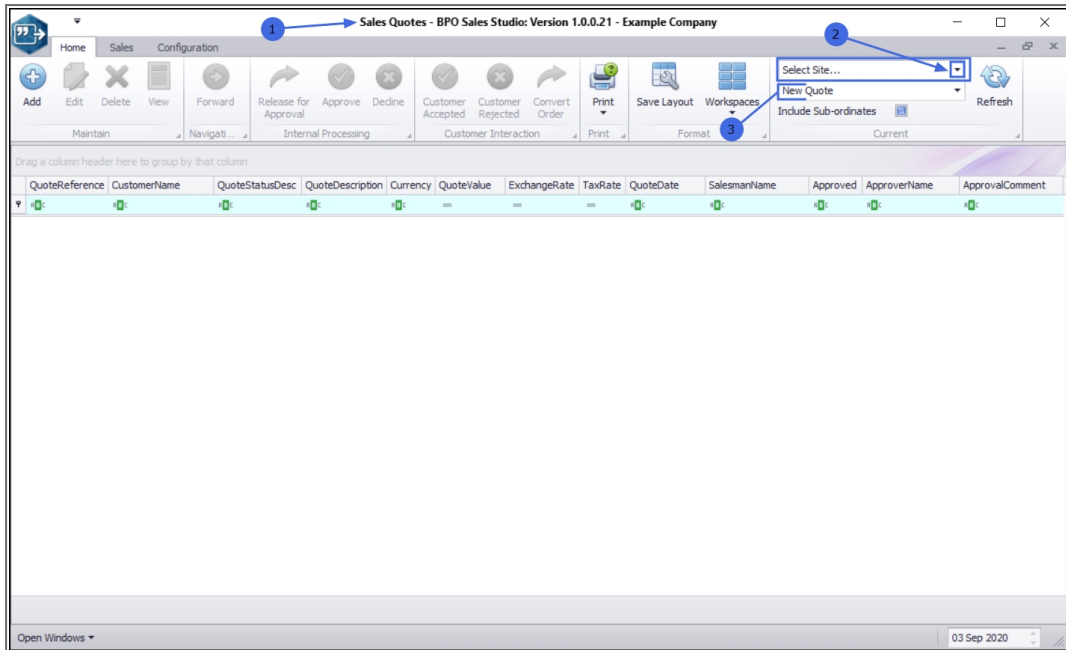 1
Sales Quotes - BPO Sales Studio: Version 1.0.0.21 - Example Company
2
Home Sales Configuration
Select Site...
New Quote
Include Sub-ordinates
Add Edit Delete View Forward Release for Approval Approve Decline Customer Accepted Customer Rejected Convert Order Print Save Layout Workspaces Refresh
3
Maintain Navigati... Internal Processing Customer Interaction Print Format Current
Drag a column header here to group by that column
QuoteReference CustomerName QuoteStatusDesc QuoteDescription Currency QuoteValue ExchangeRate TaxRate QuoteDate SalesmanName Approved ApproverName ApprovalComment
Open Windows 03 Sep 2020